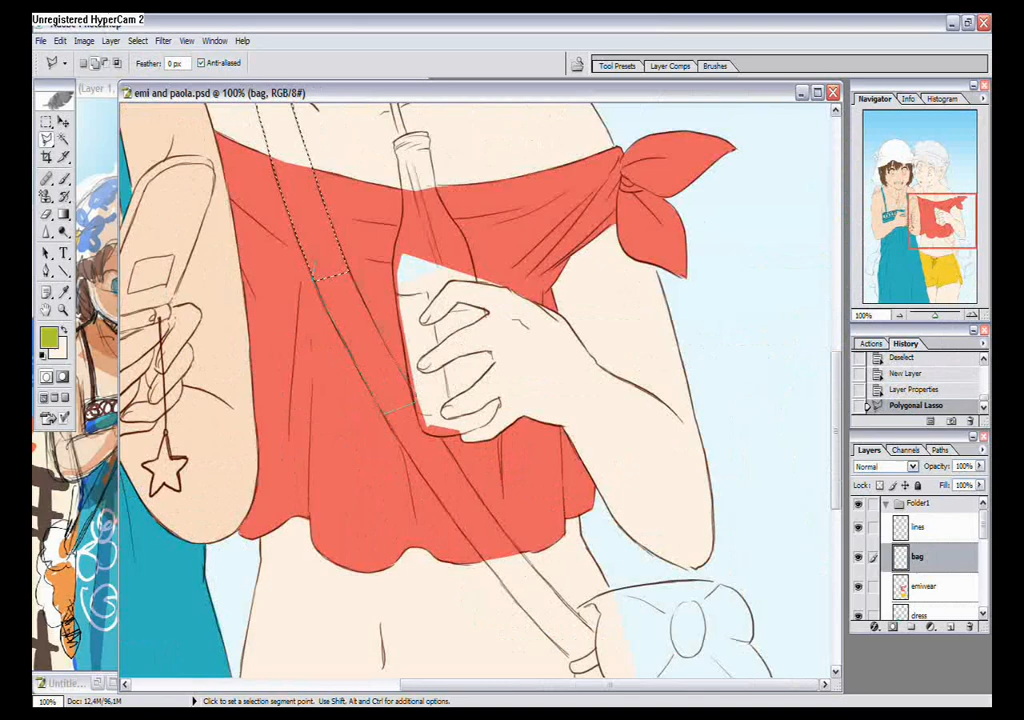 Unregistered HyperCam 2
File Edit Image Layer Select Filter View Window Help
Feather: 0 px Anti-aliased
Tool Presets Layer Comps Brushes
(Layer 1,
emi and paola.psd @ 100% (bag, RGB/8#)
Navigator Info Histogram
100%
Actions History
Deselect
New Layer
Layer Properties
Polygonal Lasso
Layers Channels Paths
Normal Opacity: 100%
Lock: Fill: 100%
Folder1
lines
bag
emiwear
dress
Untitle...
100% Doc: 12,4M/96,1M Click to set a selection segment point. Use Shift, Alt and Ctrl for additional options.